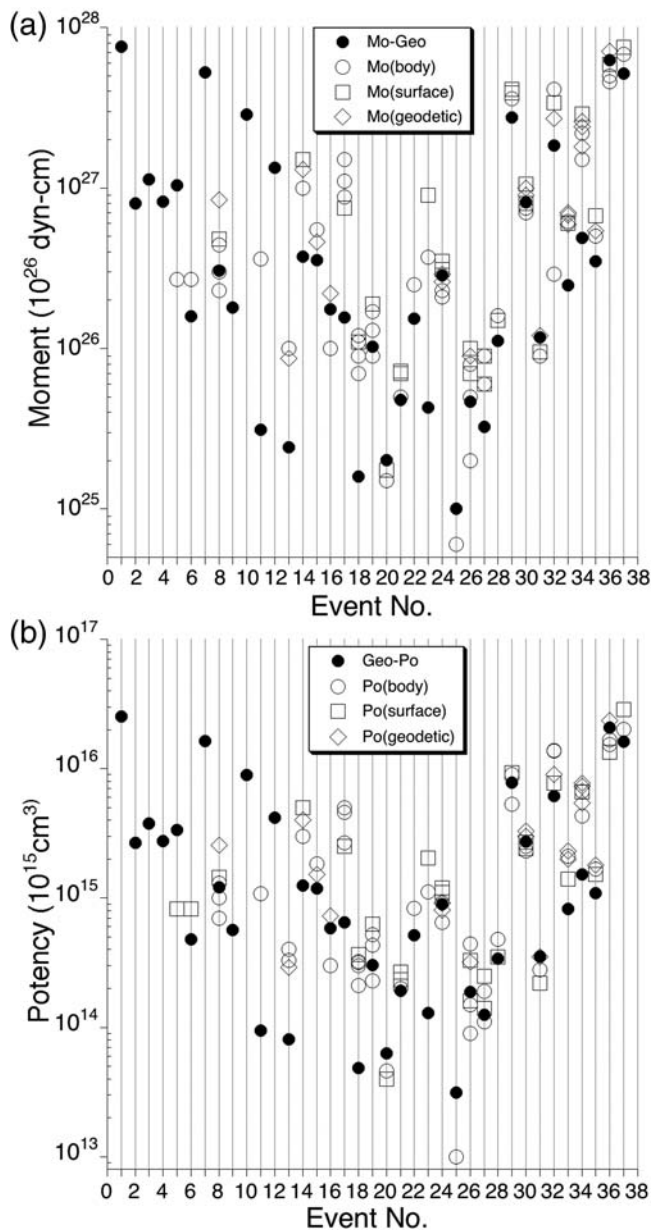 (a)
10^28
10^27
10^26
10^25
Moment (10^26 dyn-cm)
Mo-Geo
Mo(body)
Mo(surface)
Mo(geodetic)
0 2 4 6 8 10 12 14 16 18 20 22 24 26 28 30 32 34 36 38
Event No.
(b)
10^17
10^16
10^15
10^14
10^13
Potency (10^15cm^3)
Geo-Po
Po(body)
Po(surface)
Po(geodetic)
0 2 4 6 8 10 12 14 16 18 20 22 24 26 28 30 32 34 36 38
Event No.